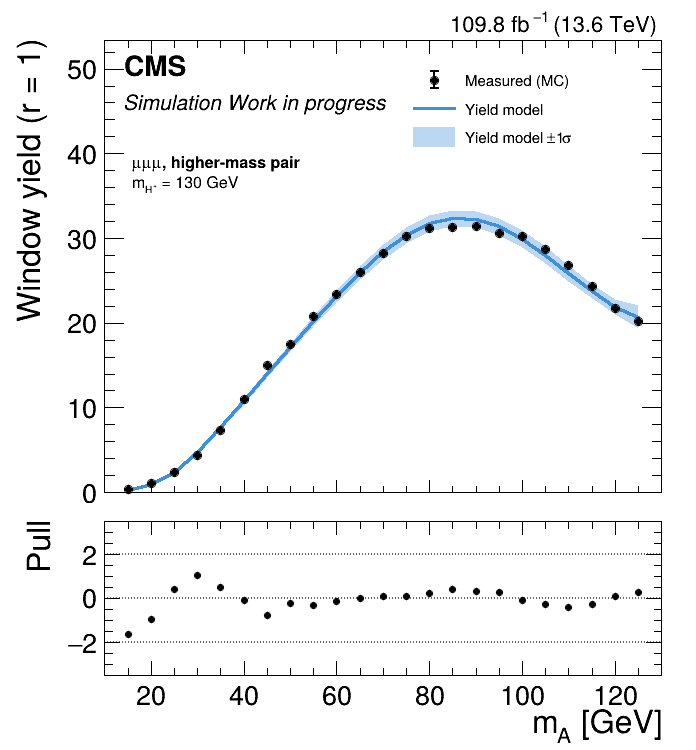 109.8 fb⁻¹ (13.6 TeV)
CMS
Simulation Work in progress
Measured (MC)
Yield model
Yield model ±1σ
μμμ, higher-mass pair
m_H⁺ = 130 GeV
Window yield (r = 1)
50
40
30
20
10
0
Pull
2
0
−2
20 40 60 80 100 120
m_A [GeV]